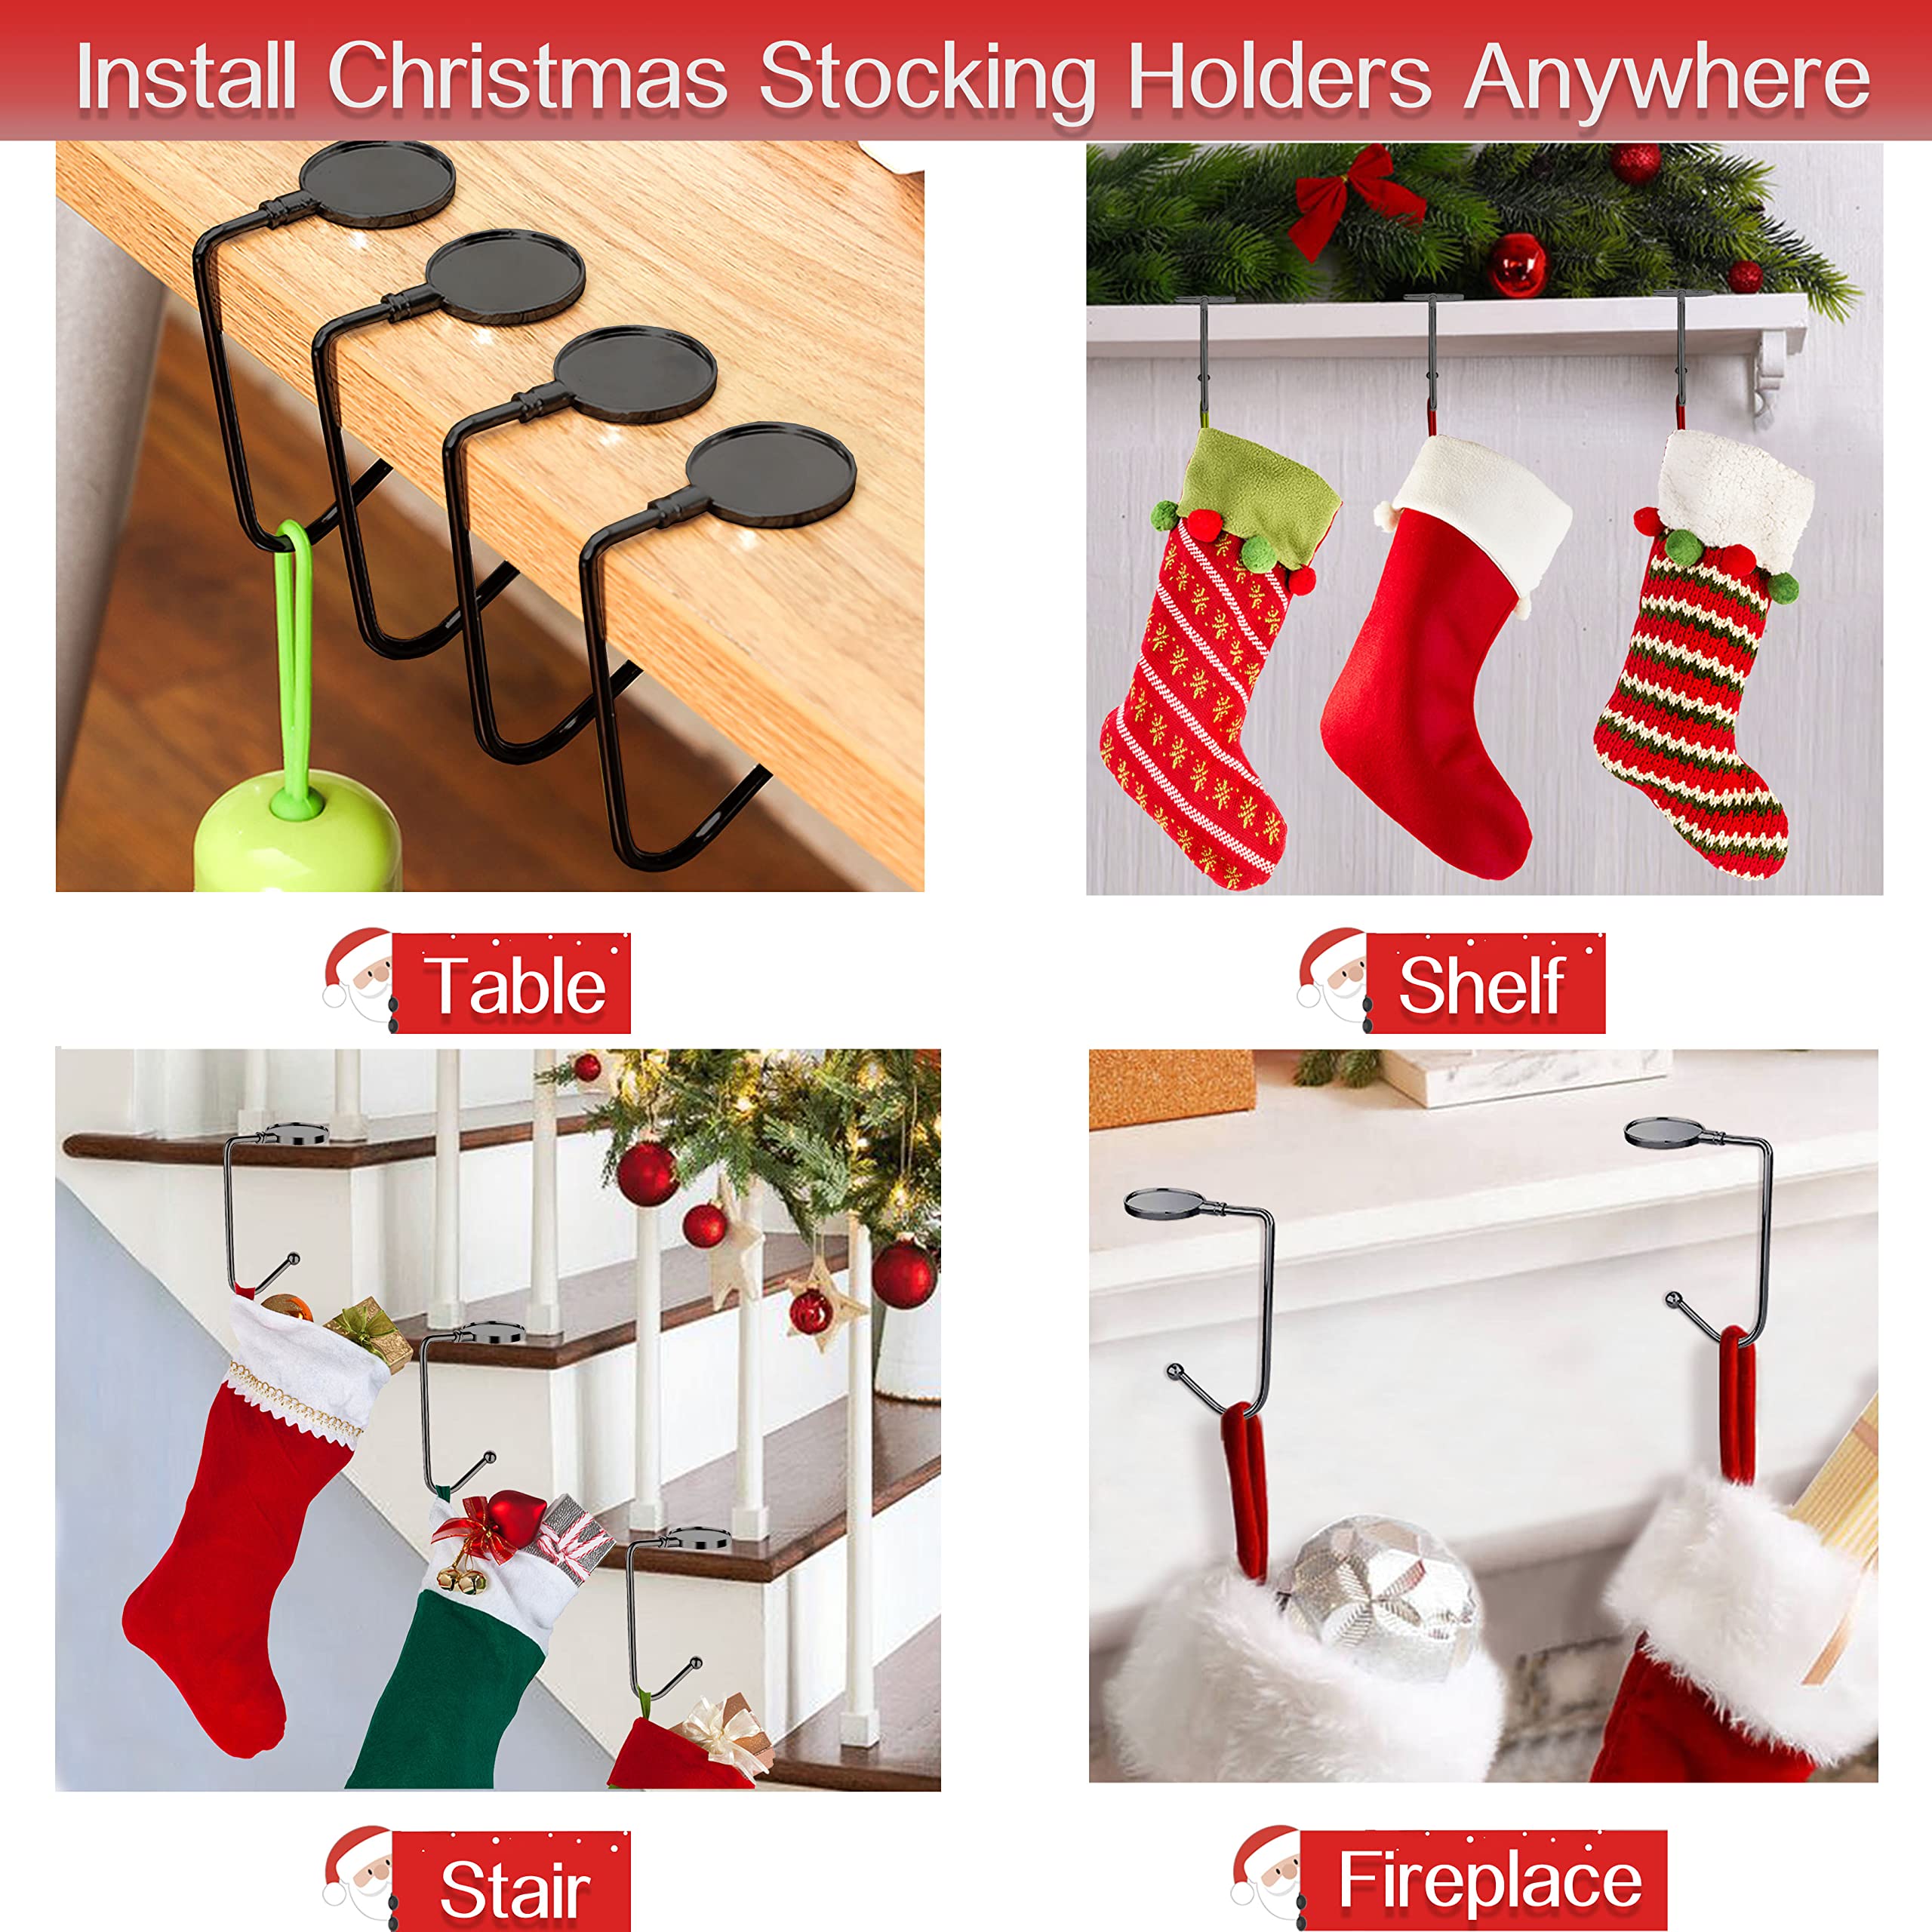 Install Christmas Stocking Holders Anywhere
Table
Shelf
Stair
Fireplace